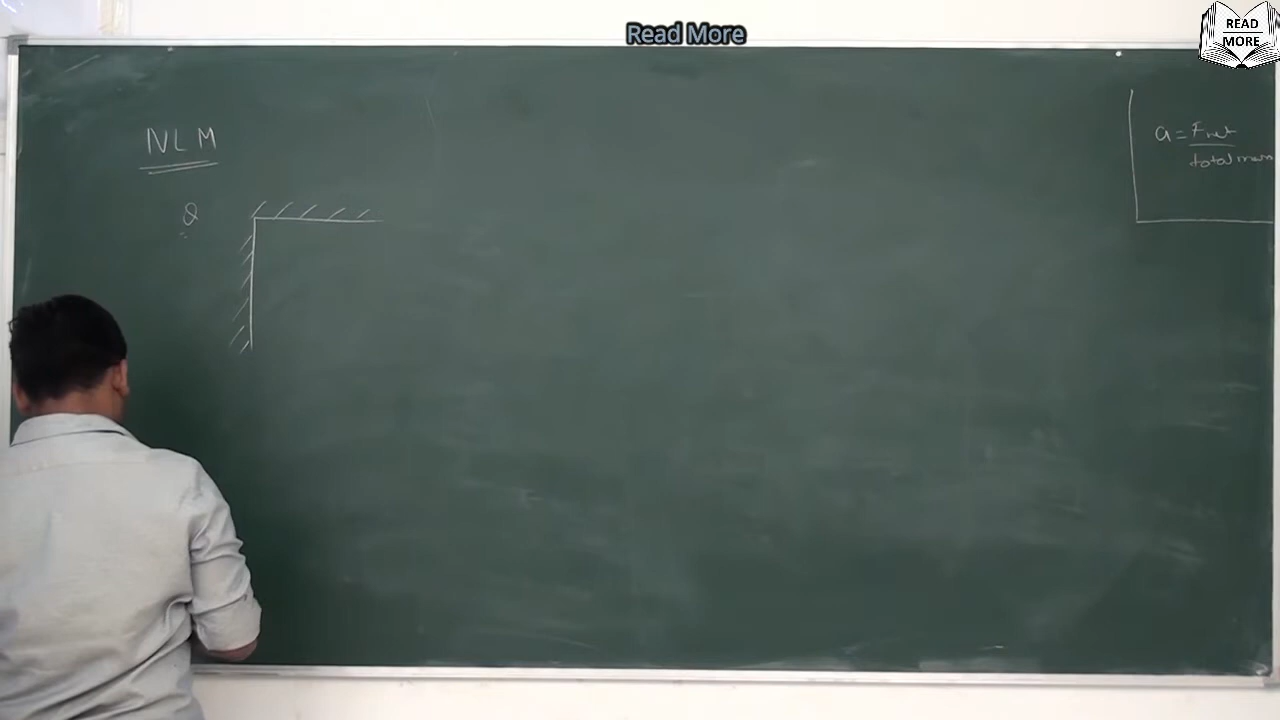 Read More
READ
MORE
NLM
Q
a = Fnet
total mass